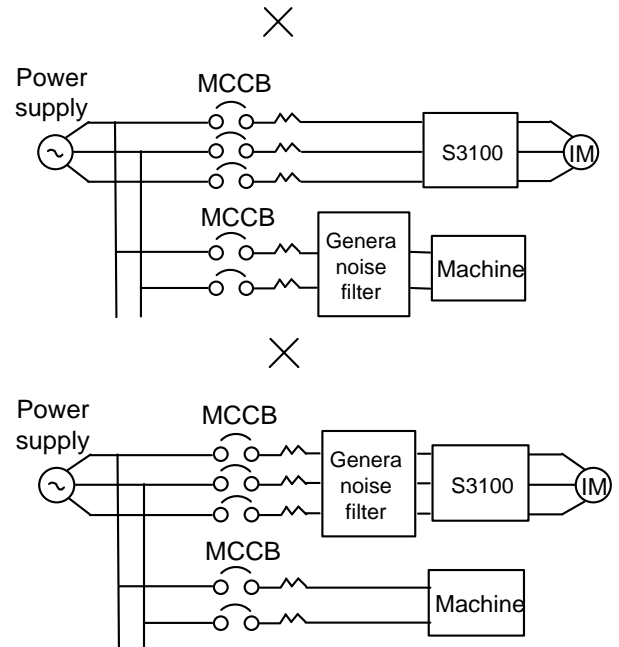 Power
supply
MCCB
S3100
IM
MCCB
Genera
noise
filter
Machine
Power
supply
MCCB
Genera
noise
filter
S3100
IM
MCCB
Machine